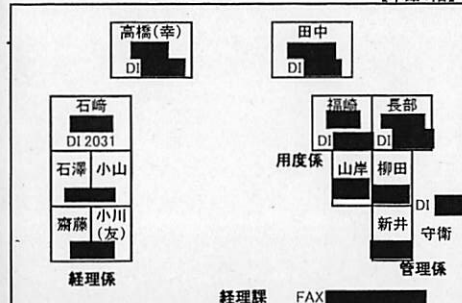 高橋(幸)
田中
DI
DI
石﨑
DI 2031
福崎
長部
DI
DI
石澤
小山
用度係
山岸
柳田
DI
齋藤
小川
(友)
新井
守衛
経理係
管理係
経理課
FAX